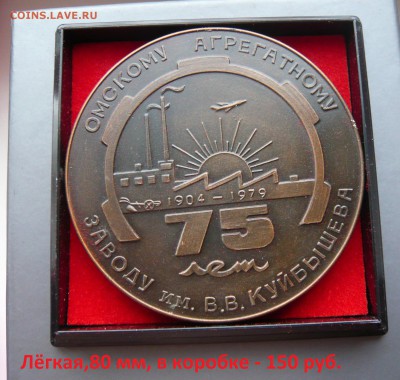 COINS.LAVE.RU
ОМСКОМУ АГРЕГАТНОМУ
1904 - 1979
75
лет
ЗАВОДУ ИМ. В.В. КУЙБЫШЕВА
Лёгкая,80 мм, в коробке - 150 руб.